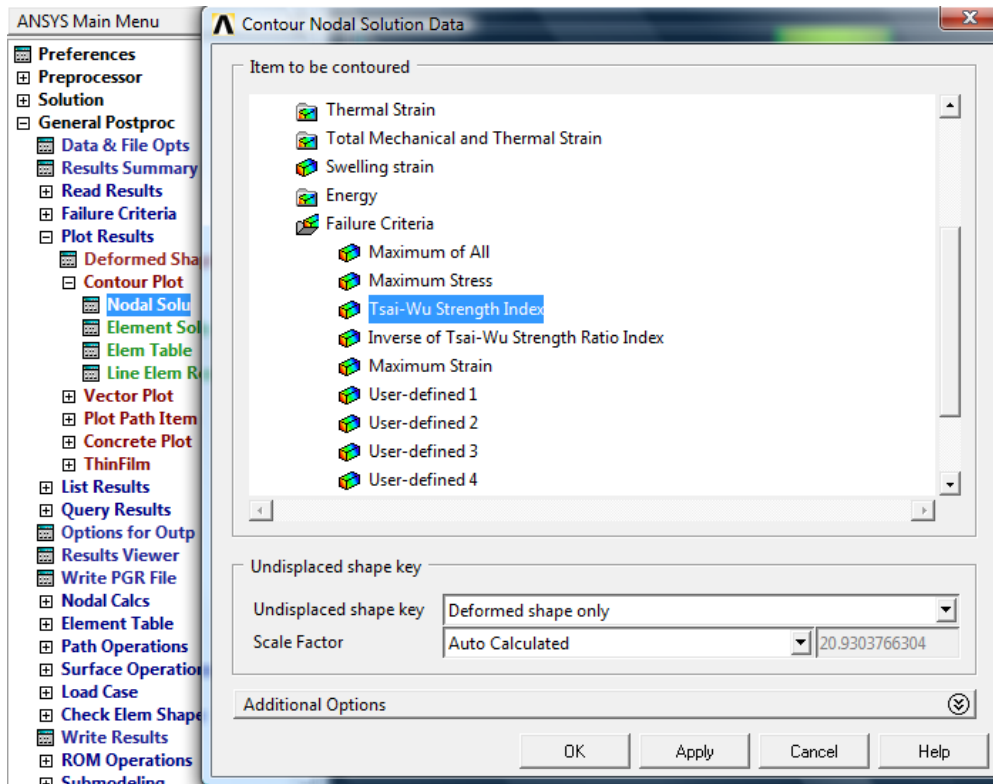 ANSYS Main Menu
Preferences
Preprocessor
Solution
General Postproc
Data & File Opts
Results Summary
Read Results
Failure Criteria
Plot Results
Deformed Sha
Contour Plot
Nodal Solu
Element Sol
Elem Table
Line Elem R
Vector Plot
Plot Path Item
Concrete Plot
ThinFilm
List Results
Query Results
Options for Outp
Results Viewer
Write PGR File
Nodal Calcs
Element Table
Path Operations
Surface Operation
Load Case
Check Elem Shape
Write Results
ROM Operations
Submodeling
Contour Nodal Solution Data
Item to be contoured
Thermal Strain
Total Mechanical and Thermal Strain
Swelling strain
Energy
Failure Criteria
Maximum of All
Maximum Stress
Tsai-Wu Strength Index
Inverse of Tsai-Wu Strength Ratio Index
Maximum Strain
User-defined 1
User-defined 2
User-defined 3
User-defined 4
Undisplaced shape key
Undisplaced shape key Deformed shape only
Scale Factor Auto Calculated 20.9303766304
Additional Options
OK Apply Cancel Help